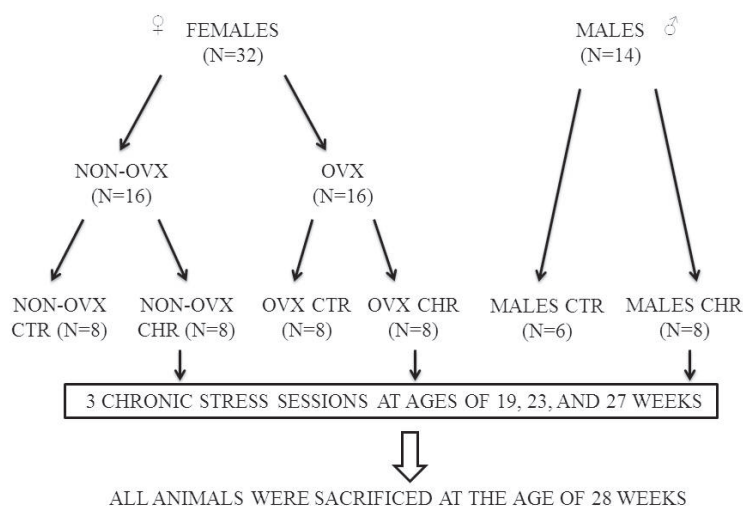 ♀ FEMALES
(N=32)
MALES ♂
(N=14)
NON-OVX
(N=16)
OVX
(N=16)
NON-OVX
CTR (N=8)
NON-OVX
CHR (N=8)
OVX CTR
(N=8)
OVX CHR
(N=8)
MALES CTR
(N=6)
MALES CHR
(N=8)
3 CHRONIC STRESS SESSIONS AT AGES OF 19, 23, AND 27 WEEKS
ALL ANIMALS WERE SACRIFICED AT THE AGE OF 28 WEEKS